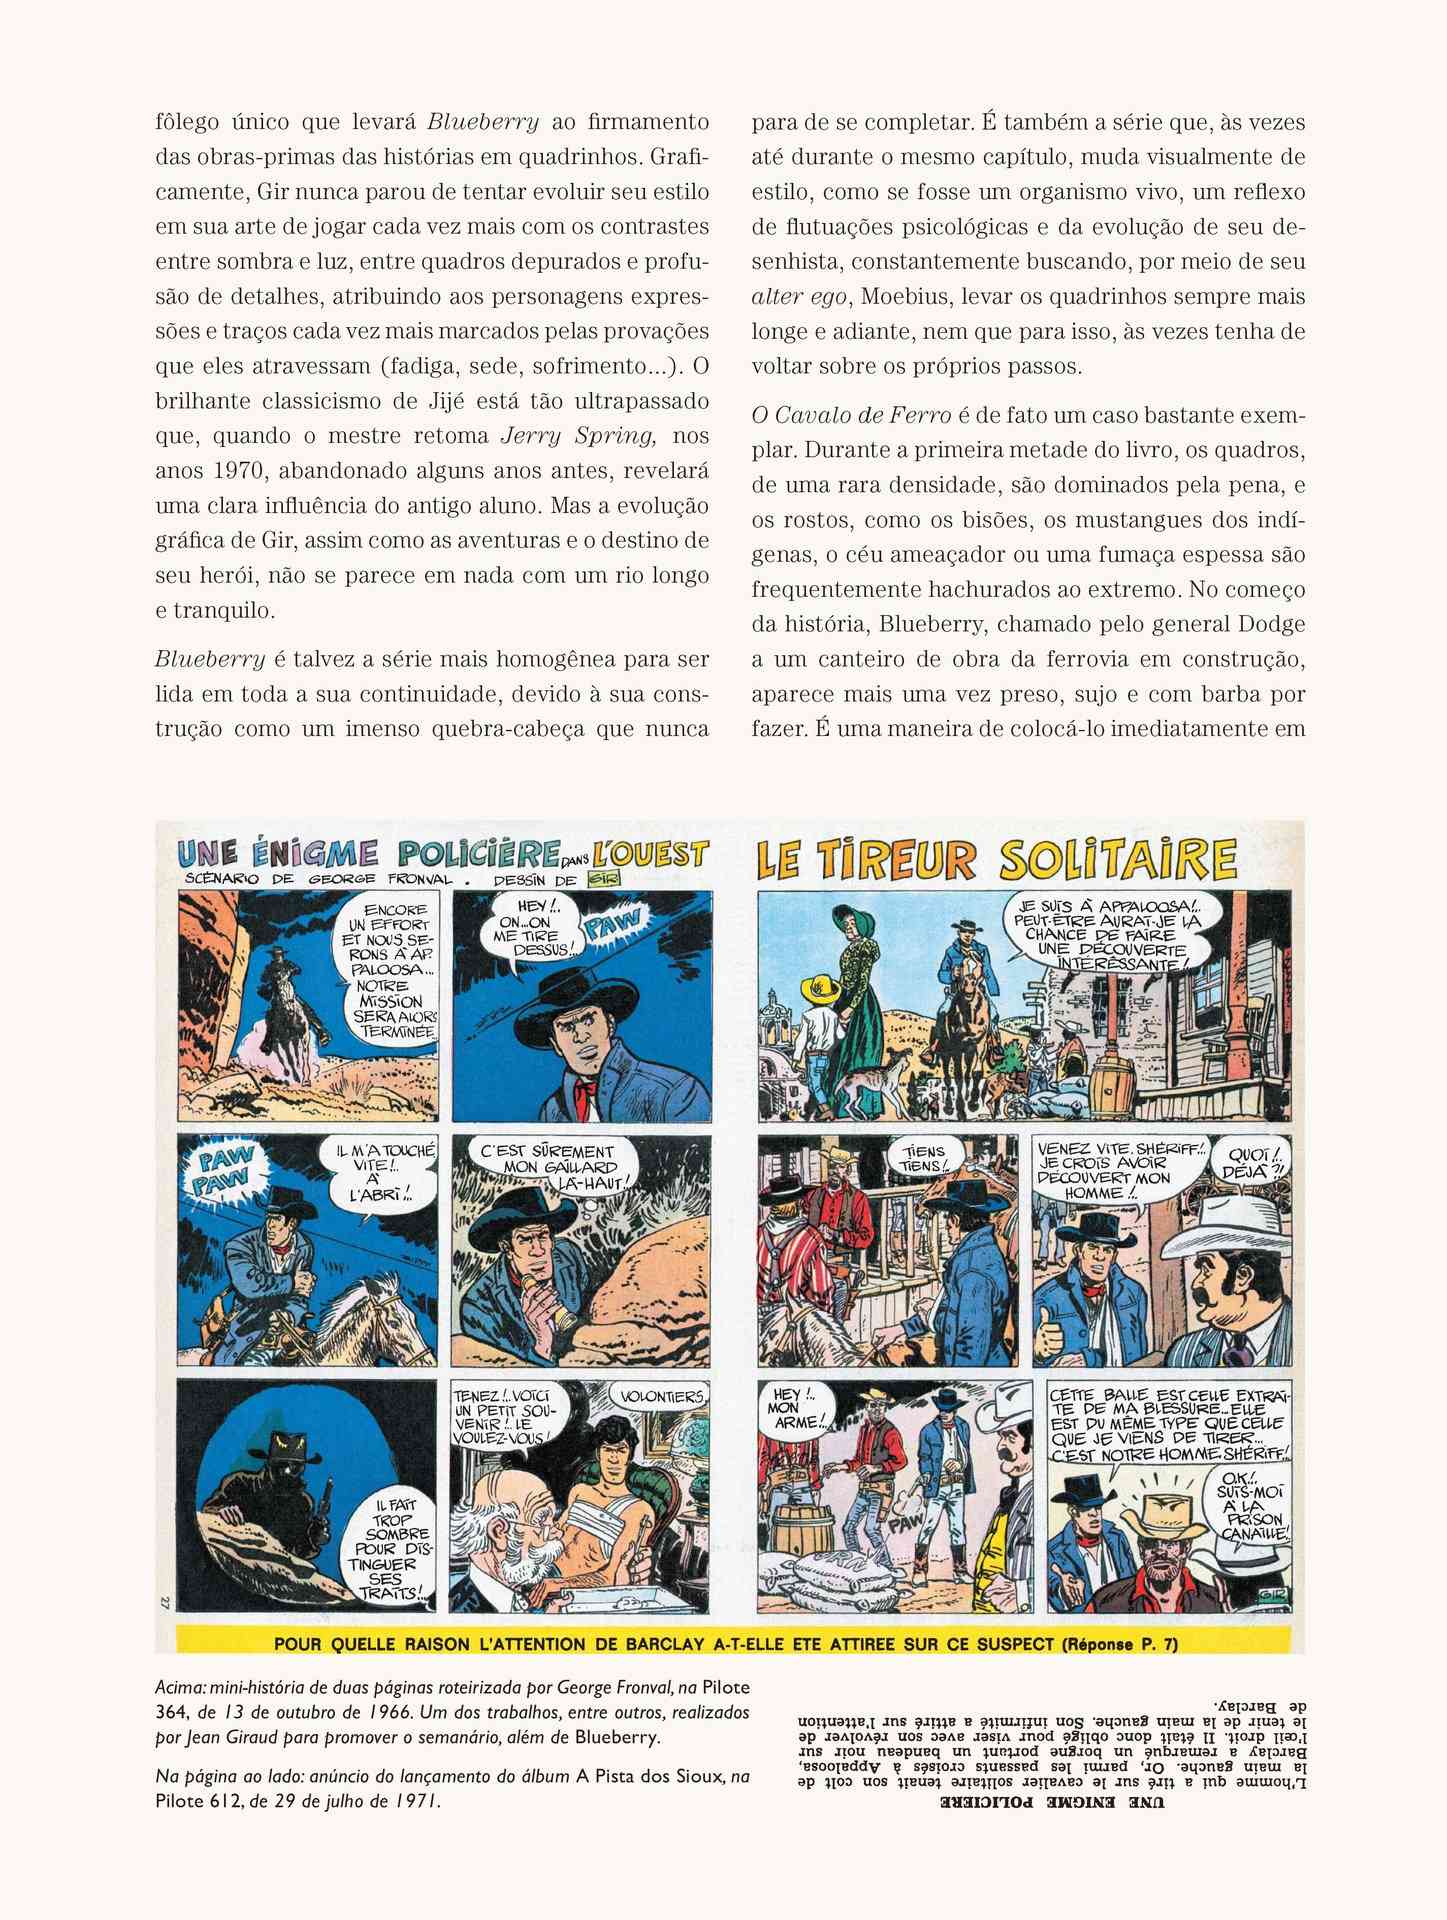 fôlego único que levará Blueberry ao firmamento
das obras-primas das histórias em quadrinhos. Grafi-
camente, Gir nunca parou de tentar evoluir seu estilo
em sua arte de jogar cada vez mais com os contrastes
entre sombra e luz, entre quadros depurados e profu-
são de detalhes, atribuindo aos personagens expres-
sões e traços cada vez mais marcados pelas provações
que eles atravessam (fadiga, sede, sofrimento...). O
brilhante classicismo de Jijé está tão ultrapassado
que, quando o mestre retoma Jerry Spring, nos
anos 1970, abandonado alguns anos antes, revelará
uma clara influência do antigo aluno. Mas a evolução
gráfica de Gir, assim como as aventuras e o destino de
seu herói, não se parece em nada com um rio longo
e tranquilo.
Blueberry é talvez a série mais homogênea para ser
lida em toda a sua continuidade, devido à sua cons-
trução como um imenso quebra-cabeça que nunca
para de se completar. É também a série que, às vezes
até durante o mesmo capítulo, muda visualmente de
estilo, como se fosse um organismo vivo, um reflexo
de flutuações psicológicas e da evolução de seu de-
senhista, constantemente buscando, por meio de seu
alter ego, Moebius, levar os quadrinhos sempre mais
longe e adiante, nem que para isso, às vezes tenha de
voltar sobre os próprios passos.
O Cavalo de Ferro é de fato um caso bastante exem-
plar. Durante a primeira metade do livro, os quadros,
de uma rara densidade, são dominados pela pena, e
os rostos, como os bisões, os mustangues dos indí-
genas, o céu ameaçador ou uma fumaça espessa são
frequentemente hachurados ao extremo. No começo
da história, Blueberry, chamado pelo general Dodge
a um canteiro de obra da ferrovia em construção,
aparece mais uma vez preso, sujo e com barba por
fazer. É uma maneira de colocá-lo imediatamente em
UNE ÉNIGME POLICIÈRE DANS L'OUEST
SCÉNARIO DE GEORGE FRONVAL . DESSIN DE GIR
ENCORE
UN EFFORT
ET NOUS SE-
RONS À AP-
PALOOSA...
NOTRE
MISSION
SERA ALORS
TERMINÉE
HEY!..
ON...ON
ME TIRE
DESSUS!
PAW
PAW
PAW
IL M'A TOUCHÉ
VITE!..
À
L'ABRI!..
C'EST SÛREMENT
MON GAILLARD
LÀ-HAUT!
IL FAIT
TROP
SOMBRE
POUR DIS-
TINGUER
SES
TRAITS!..
TENEZ!..VOICI
UN PETIT SOU-
VENIR!..LE
VOULEZ-VOUS!
VOLONTIERS
27
LE TIREUR SOLITAIRE
JE SUIS À APPALOOSA!..
PEUT-ÊTRE AURAI-JE LA
CHANCE DE FAIRE
UNE DÉCOUVERTE
INTÉRESSANTE!
TIENS
TIENS!..
VENEZ VITE, SHÉRIFF!..
JE CROIS AVOIR
DÉCOUVERT MON
HOMME!..
QUOI!..
DÉJÀ?!
HEY!..
MON
ARME!..
PAW
CETTE BALLE EST CELLE EXTRAI-
TE DE MA BLESSURE...ELLE
EST DU MÊME TYPE QUE CELLE
QUE JE VIENS DE TIRER...
C'EST NOTRE HOMME, SHÉRIFF!..
O.K!..
SUIS-MOI
À LA
PRISON
CANAILLE!
GIR
POUR QUELLE RAISON L'ATTENTION DE BARCLAY A-T-ELLE ETE ATTIREE SUR CE SUSPECT (Réponse P. 7)
Acima: mini-história de duas páginas roteirizada por George Fronval, na Pilote
364, de 13 de outubro de 1966. Um dos trabalhos, entre outros, realizados
por Jean Giraud para promover o semanário, além de Blueberry.
Na página ao lado: anúncio do lançamento do álbum A Pista dos Sioux, na
Pilote 612, de 29 de julho de 1971.
UNE ENIGME POLICIERE
L'homme qui a tiré sur le cavalier solitaire tenait son colt de
la main gauche. Or, parmi les passants croisés à Appaloosa,
Barclay a remarqué un borgne portant un bandeau noir sur
l'œil droit. Il était donc obligé pour viser avec son révolver de
le tenir de la main gauche. Son infirmité a attiré sur l'attention
de Barclay.